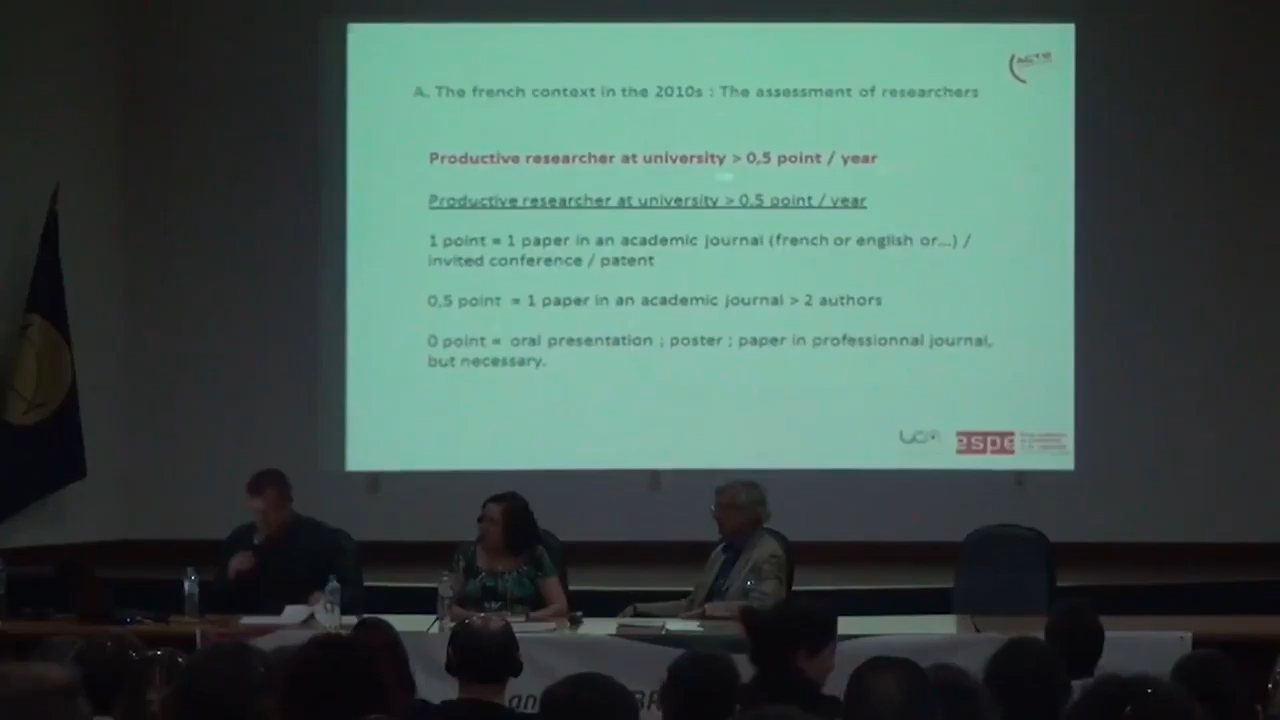 A. The french context in the 2010s : The assessment of researchers
Productive researcher at university > 0,5 point / year
Productive researcher at university > 0,5 point / year
1 point = 1 paper in an academic journal (french or english or...) /
invited conference / patent
0,5 point = 1 paper in an academic journal > 2 authors
0 point = oral presentation ; poster ; paper in professionnal journal,
but necessary.
espe